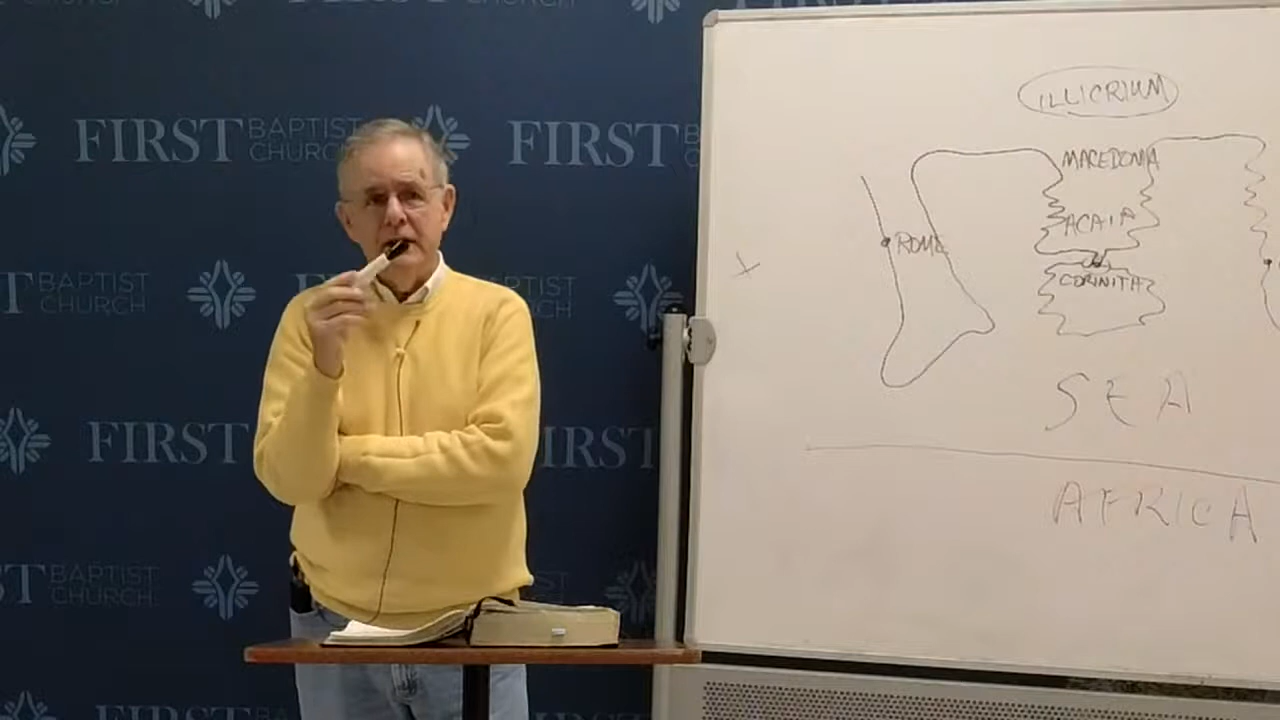 FIRST BAPTIST CHURCH
FIRST BAPTIST CHURCH
BAPTIST CHURCH
BAPTIST CHURCH
FIRST
FIRST
BAPTIST CHURCH
ILLICRIUM
MACEDONIA
ACAIA
ROME
CORINTH
SEA
AFRICA